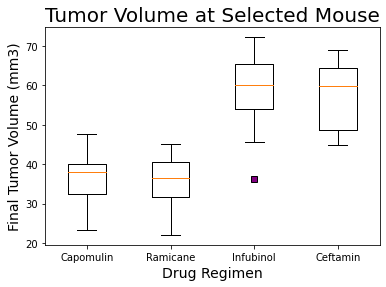 Tumor Volume at Selected Mouse
Final Tumor Volume (mm3)
70
60
50
40
30
20
Capomulin Ramicane Infubinol Ceftamin
Drug Regimen